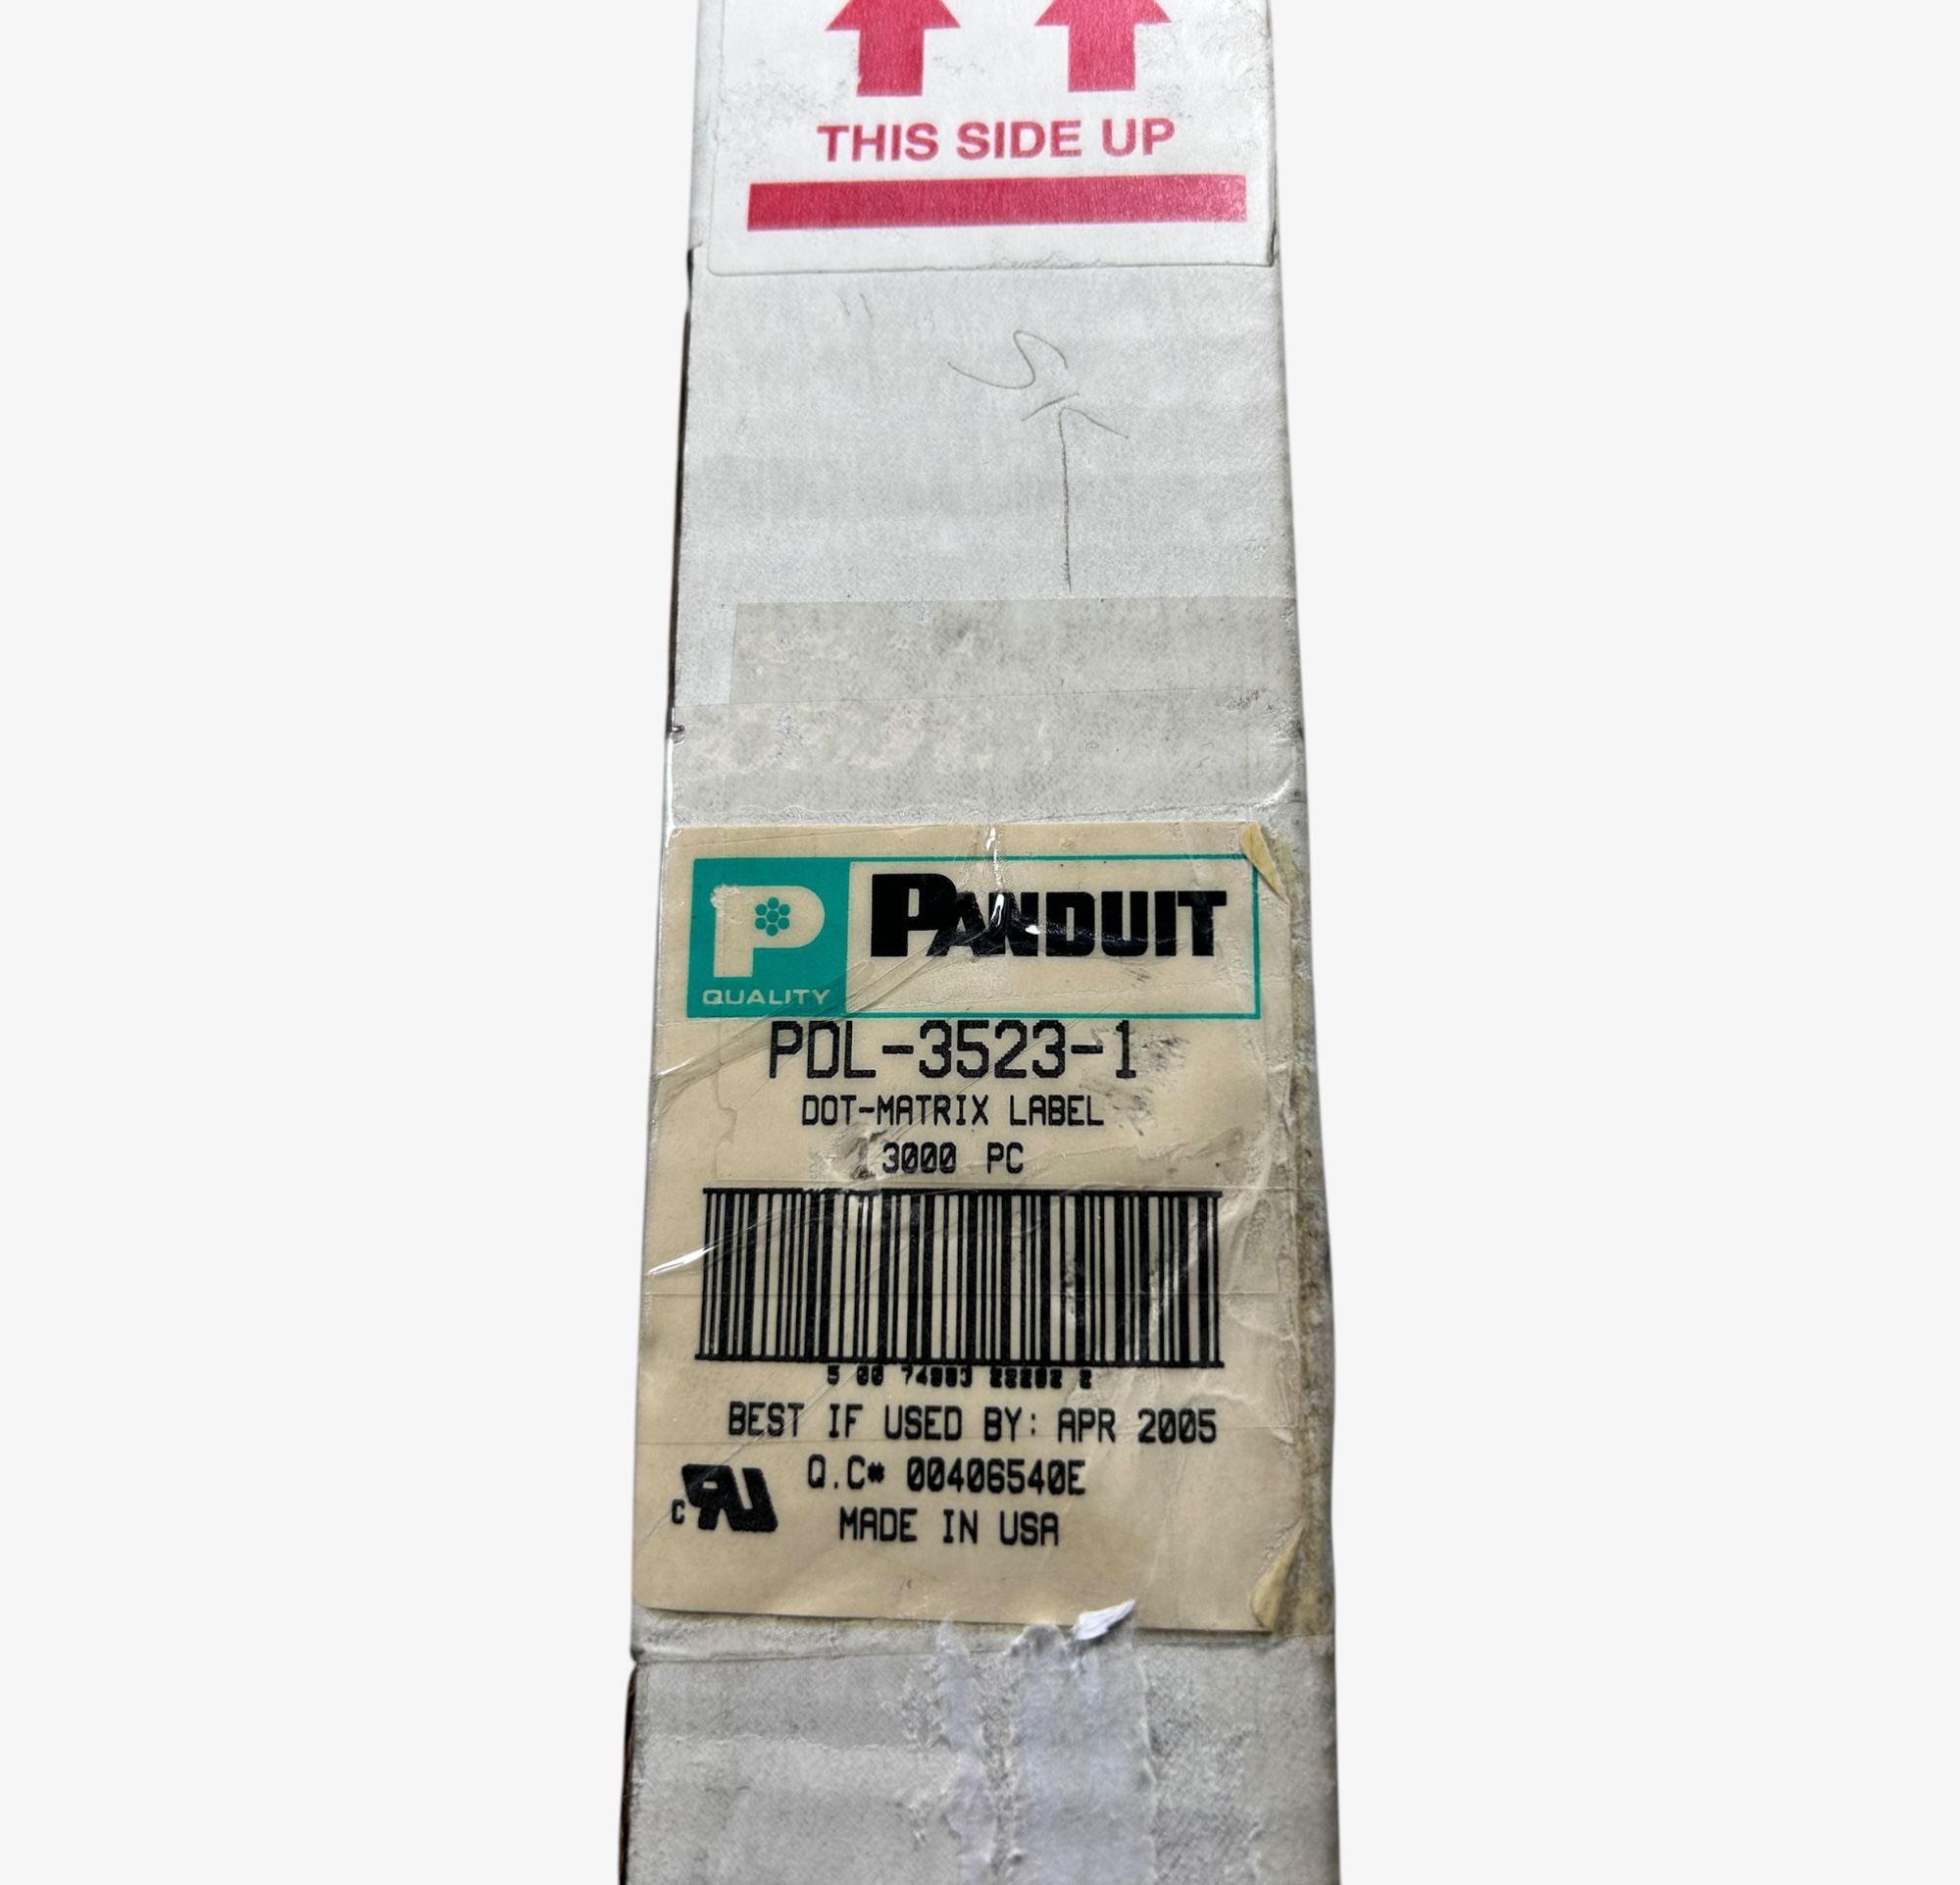 THIS SIDE UP
P
QUALITY
PANDUIT
PDL-3523-1
DOT-MATRIX LABEL
3000 PC
BEST IF USED BY: APR 2005
Q.C# 00406540E
c RU
MADE IN USA